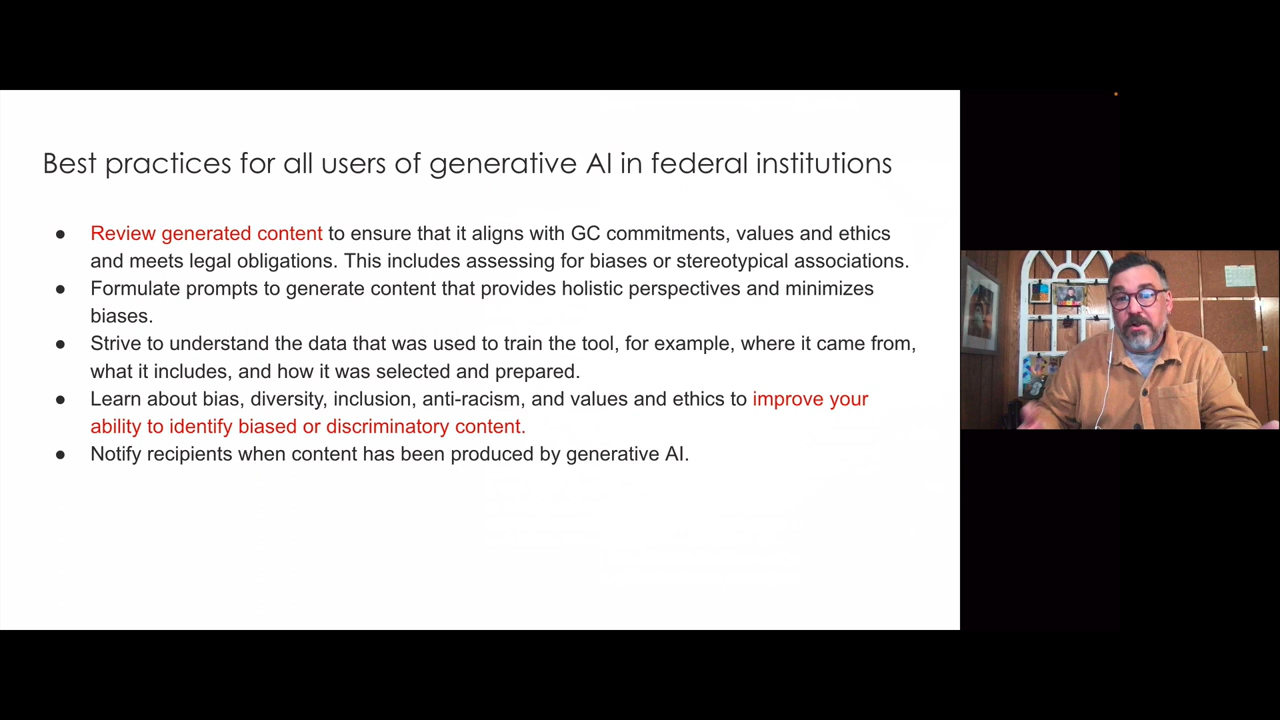 Best practices for all users of generative AI in federal institutions
● Review generated content to ensure that it aligns with GC commitments, values and ethics
and meets legal obligations. This includes assessing for biases or stereotypical associations.
● Formulate prompts to generate content that provides holistic perspectives and minimizes
biases.
● Strive to understand the data that was used to train the tool, for example, where it came from,
what it includes, and how it was selected and prepared.
● Learn about bias, diversity, inclusion, anti-racism, and values and ethics to improve your
ability to identify biased or discriminatory content.
● Notify recipients when content has been produced by generative AI.